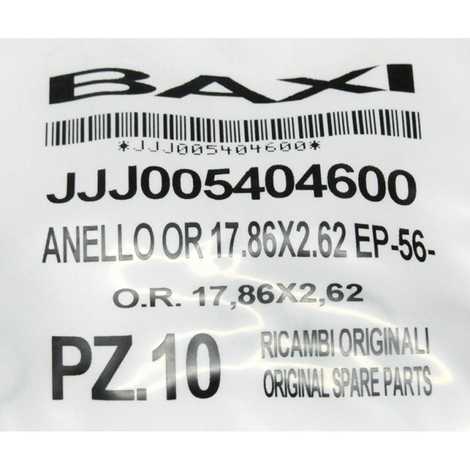 BAXI
*JJJ005404600*
JJJ005404600
ANELLO OR 17.86X2.62 EP-56-
O.R. 17,86X2,62
PZ.10
RICAMBI ORIGINALI
ORIGINAL SPARE PARTS